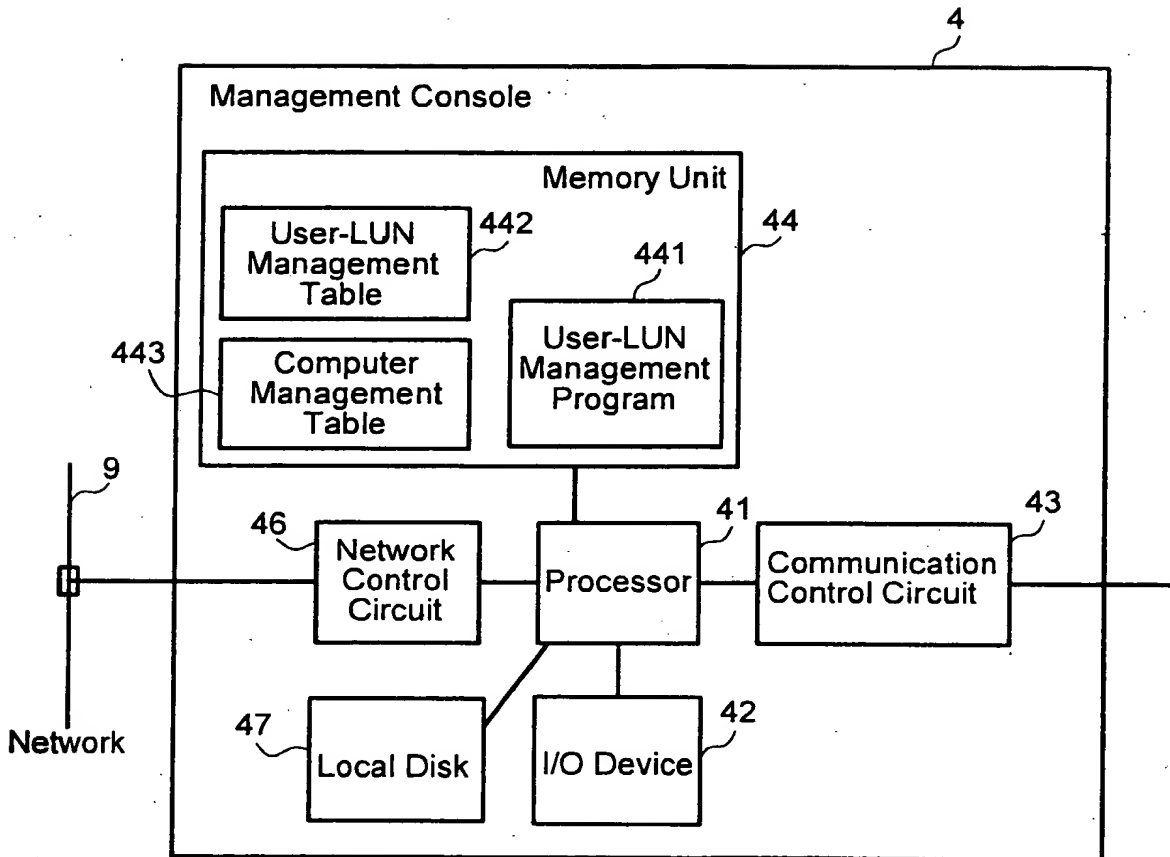 4
Management Console
Memory Unit
User-LUN
Management
Table
442
44
441
User-LUN
Management
Program
443
Computer
Management
Table
9
46
Network
Control
Circuit
41
Processor
43
Communication
Control Circuit
Network
47
Local Disk
42
I/O Device